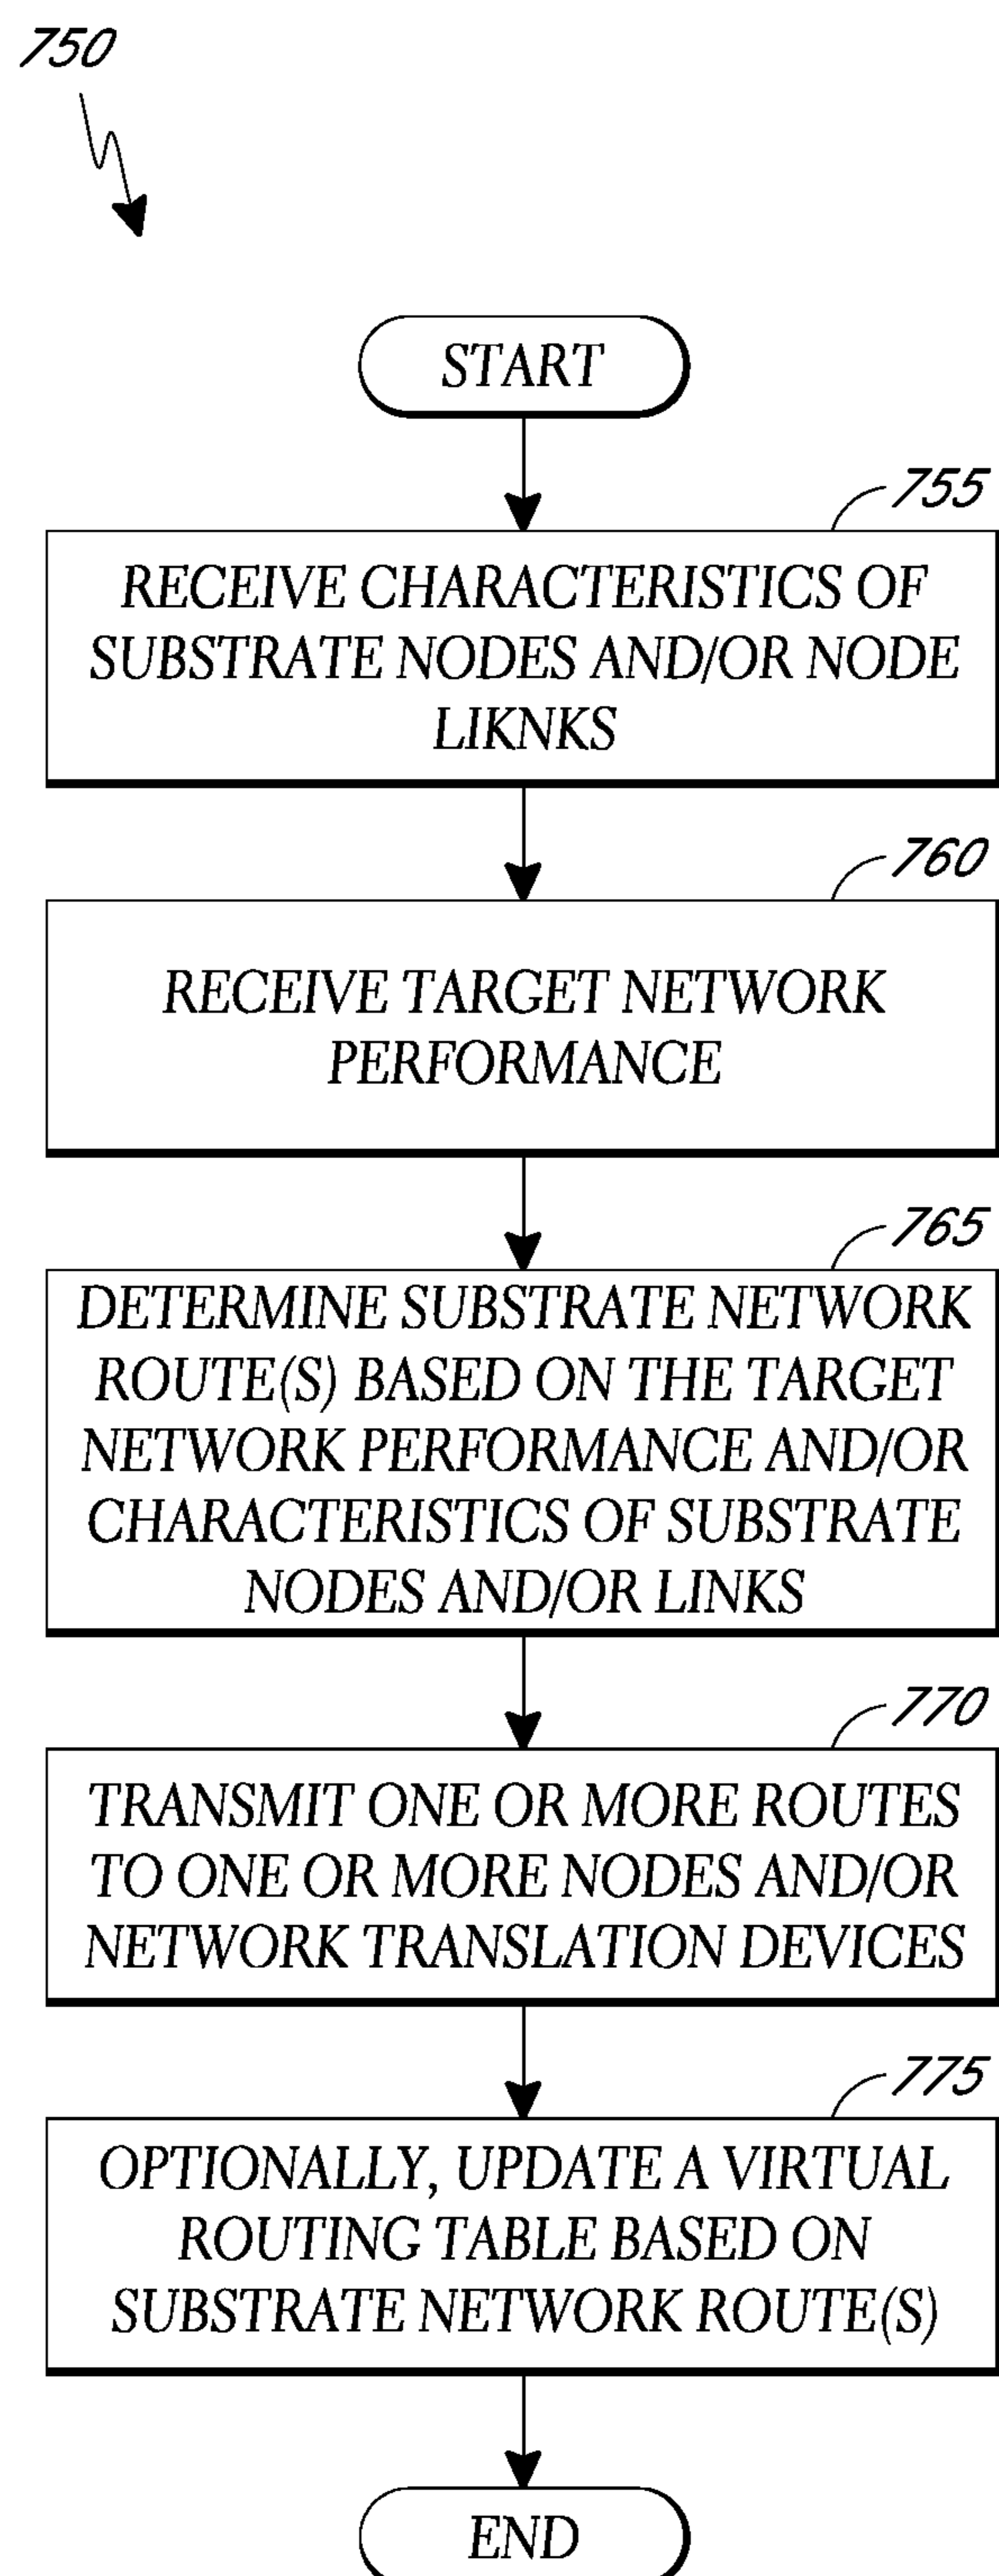 750
START
755
RECEIVE CHARACTERISTICS OF
SUBSTRATE NODES AND/OR NODE
LIKNKS
760
RECEIVE TARGET NETWORK
PERFORMANCE
765
DETERMINE SUBSTRATE NETWORK
ROUTE(S) BASED ON THE TARGET
NETWORK PERFORMANCE AND/OR
CHARACTERISTICS OF SUBSTRATE
NODES AND/OR LINKS
770
TRANSMIT ONE OR MORE ROUTES
TO ONE OR MORE NODES AND/OR
NETWORK TRANSLATION DEVICES
775
OPTIONALLY, UPDATE A VIRTUAL
ROUTING TABLE BASED ON
SUBSTRATE NETWORK ROUTE(S)
END